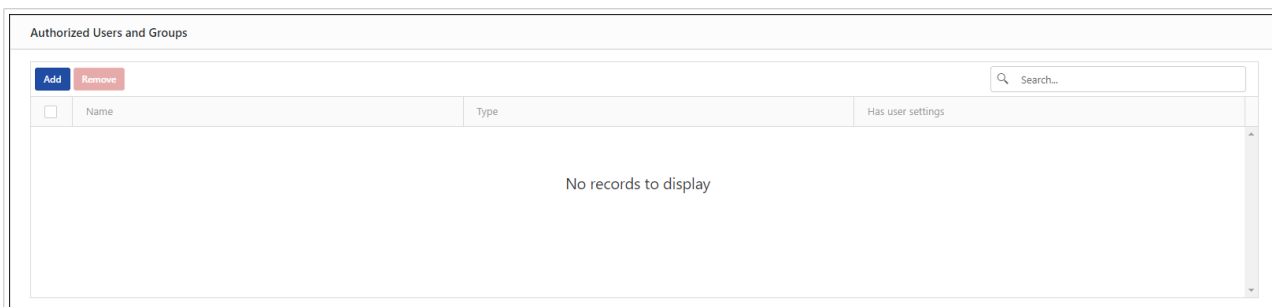 Authorized Users and Groups
Add Remove Search...
Name Type Has user settings
No records to display